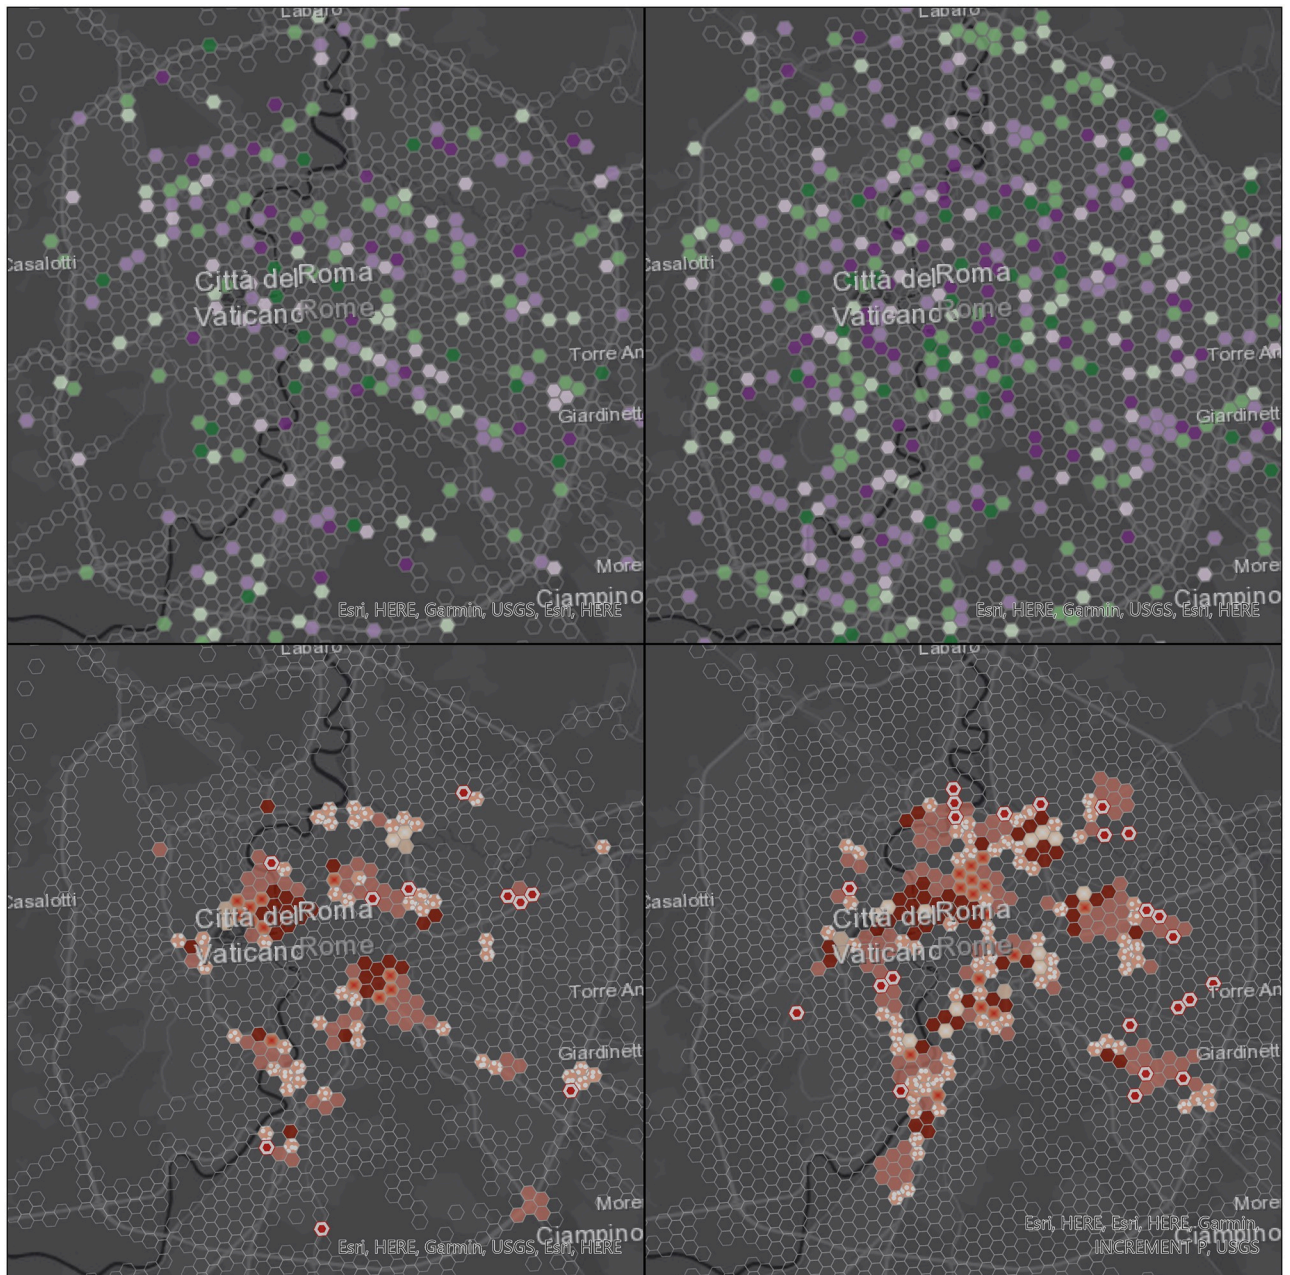 Labaro
Casalotti
Città del Roma
Vaticano Rome
Torre An
Giardinett
More
Ciampino
Esri, HERE, Garmin, USGS, Esri, HERE
Labaro
Casalotti
Città del Roma
Vaticano Rome
Torre An
Giardinett
More
Ciampino
Esri, HERE, Garmin, USGS, Esri, HERE
Labaro
Casalotti
Città del Roma
Vaticano Rome
Torre An
Giardinett
More
Ciampino
Esri, HERE, Garmin, USGS, Esri, HERE
Labaro
Casalotti
Città del Roma
Vaticano Rome
Torre An
Giardinett
More
Esri, HERE, Esri, HERE, Garmin,
Ciampino
INCREMENT P, USGS